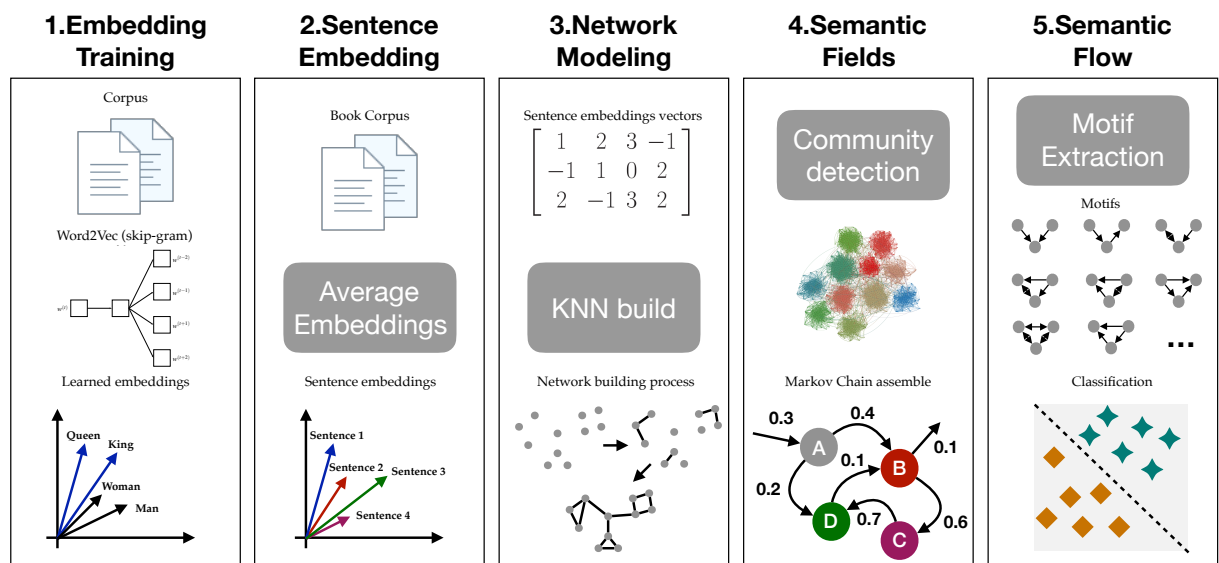 1.Embedding
Training
2.Sentence
Embedding
3.Network
Modeling
4.Semantic
Fields
5.Semantic
Flow
Corpus
Word2Vec (skip-gram)
w(t)
w(t−2)
w(t−1)
w(t+1)
w(t+2)
Learned embeddings
Queen
King
Woman
Man
Book Corpus
Average
Embeddings
Sentence embeddings
Sentence 1
Sentence 2
Sentence 3
Sentence 4
Sentence embeddings vectors
1 2 3 −1
−1 1 0 2
2 −1 3 2
KNN build
Network building process
Community
detection
Markov Chain assemble
0.3
0.4
A
0.1
B
0.1
0.2
D
0.7
0.6
C
Motif
Extraction
Motifs
...
Classification